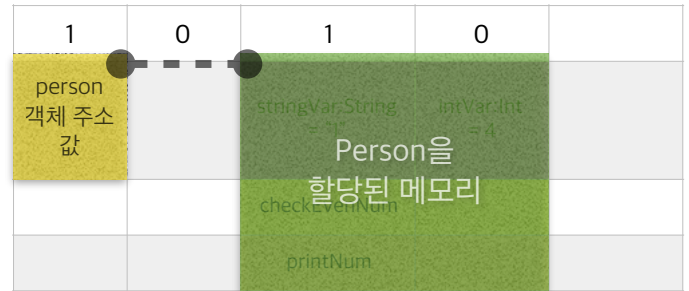 1 0 1 0
person
객체 주소
값
stringVar:String
IntVar:Int
= 4
Person을
할당된 메모리
checkEvenNum
printNum